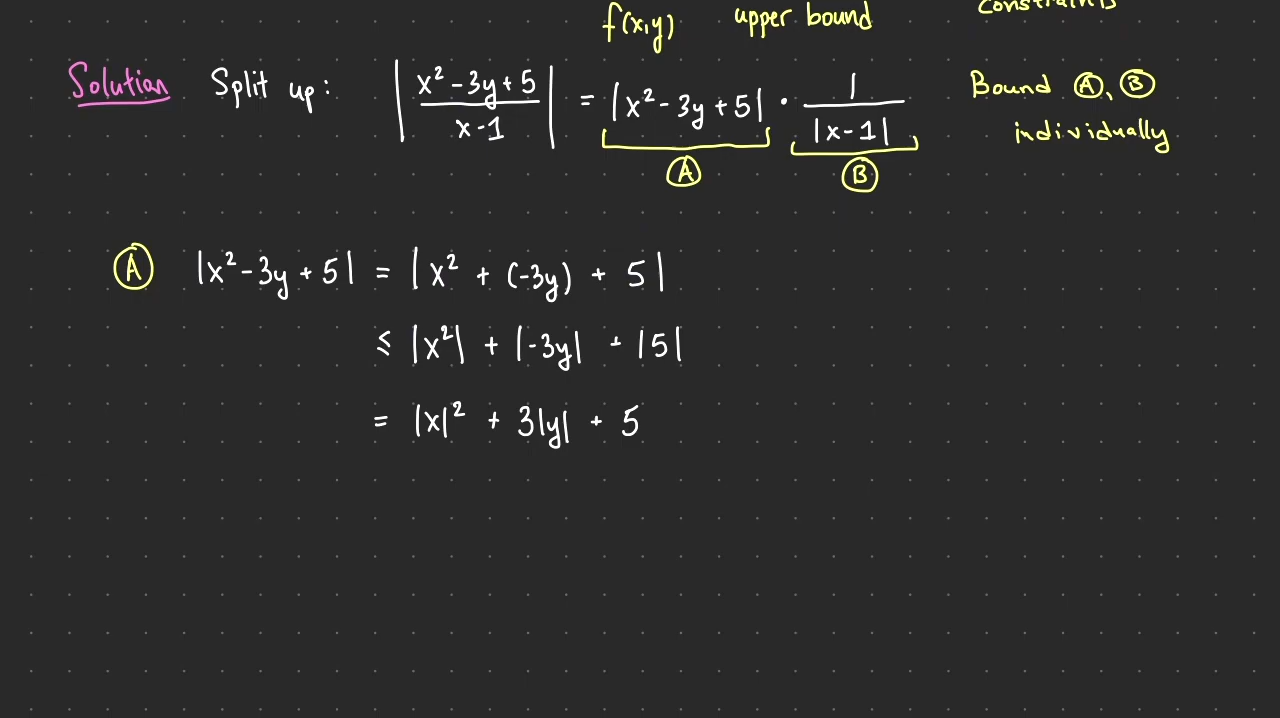 f(x,y) upper bound constraints
Solution Split up: |x² - 3y + 5 / x - 1| = |x² - 3y + 5| · 1 / |x - 1| Bound Ⓐ, Ⓑ
individually
Ⓐ Ⓑ
Ⓐ |x² - 3y + 5| = |x² + (-3y) + 5|
≤ |x²| + |-3y| + |5|
= |x|² + 3|y| + 5